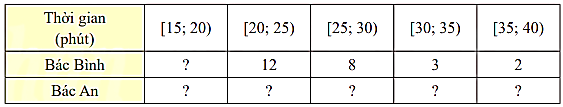 Thời gian (phút) [15; 20) [20; 25) [25; 30) [30; 35) [35; 40)
Bác Bình ? 12 8 3 2
Bác An ? ? ? ? ?